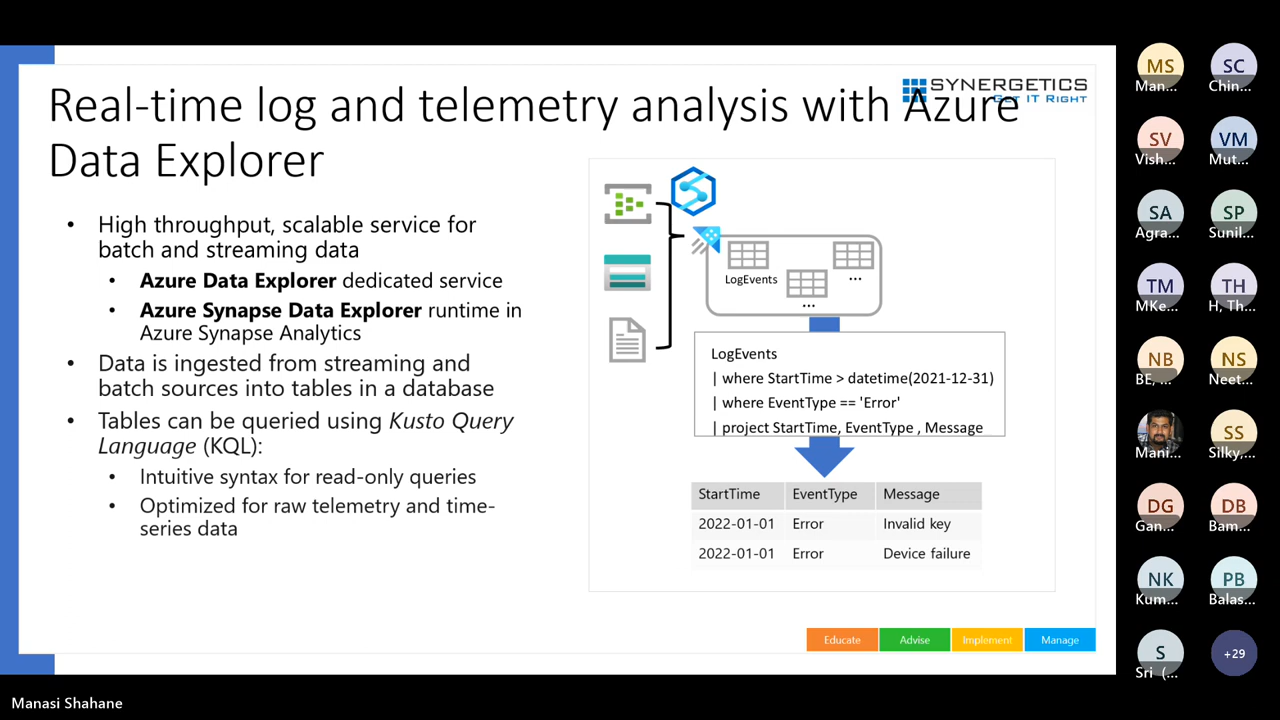 SYNERGETICS
GET IT RIGHT
Real-time log and telemetry analysis with Azure
Data Explorer
• High throughput, scalable service for
batch and streaming data
• Azure Data Explorer dedicated service
• Azure Synapse Data Explorer runtime in
Azure Synapse Analytics
• Data is ingested from streaming and
batch sources into tables in a database
• Tables can be queried using Kusto Query
Language (KQL):
• Intuitive syntax for read-only queries
• Optimized for raw telemetry and time-
series data
LogEvents
...
...
LogEvents
| where StartTime > datetime(2021-12-31)
| where EventType == 'Error'
| project StartTime, EventType , Message
StartTime EventType Message
2022-01-01 Error Invalid key
2022-01-01 Error Device failure
Educate Advise Implement Manage
MS SC
Man... Chin...
SV VM
Vish... Mut...
SA SP
Agra... Sunil...
TM TH
MKe... H, Th...
NB NS
BE, ... Neet...
SS
Mani... Silky,...
DG DB
Gan... Bam...
NK PB
Kum... Balas...
S +29
Sri (...
Manasi Shahane